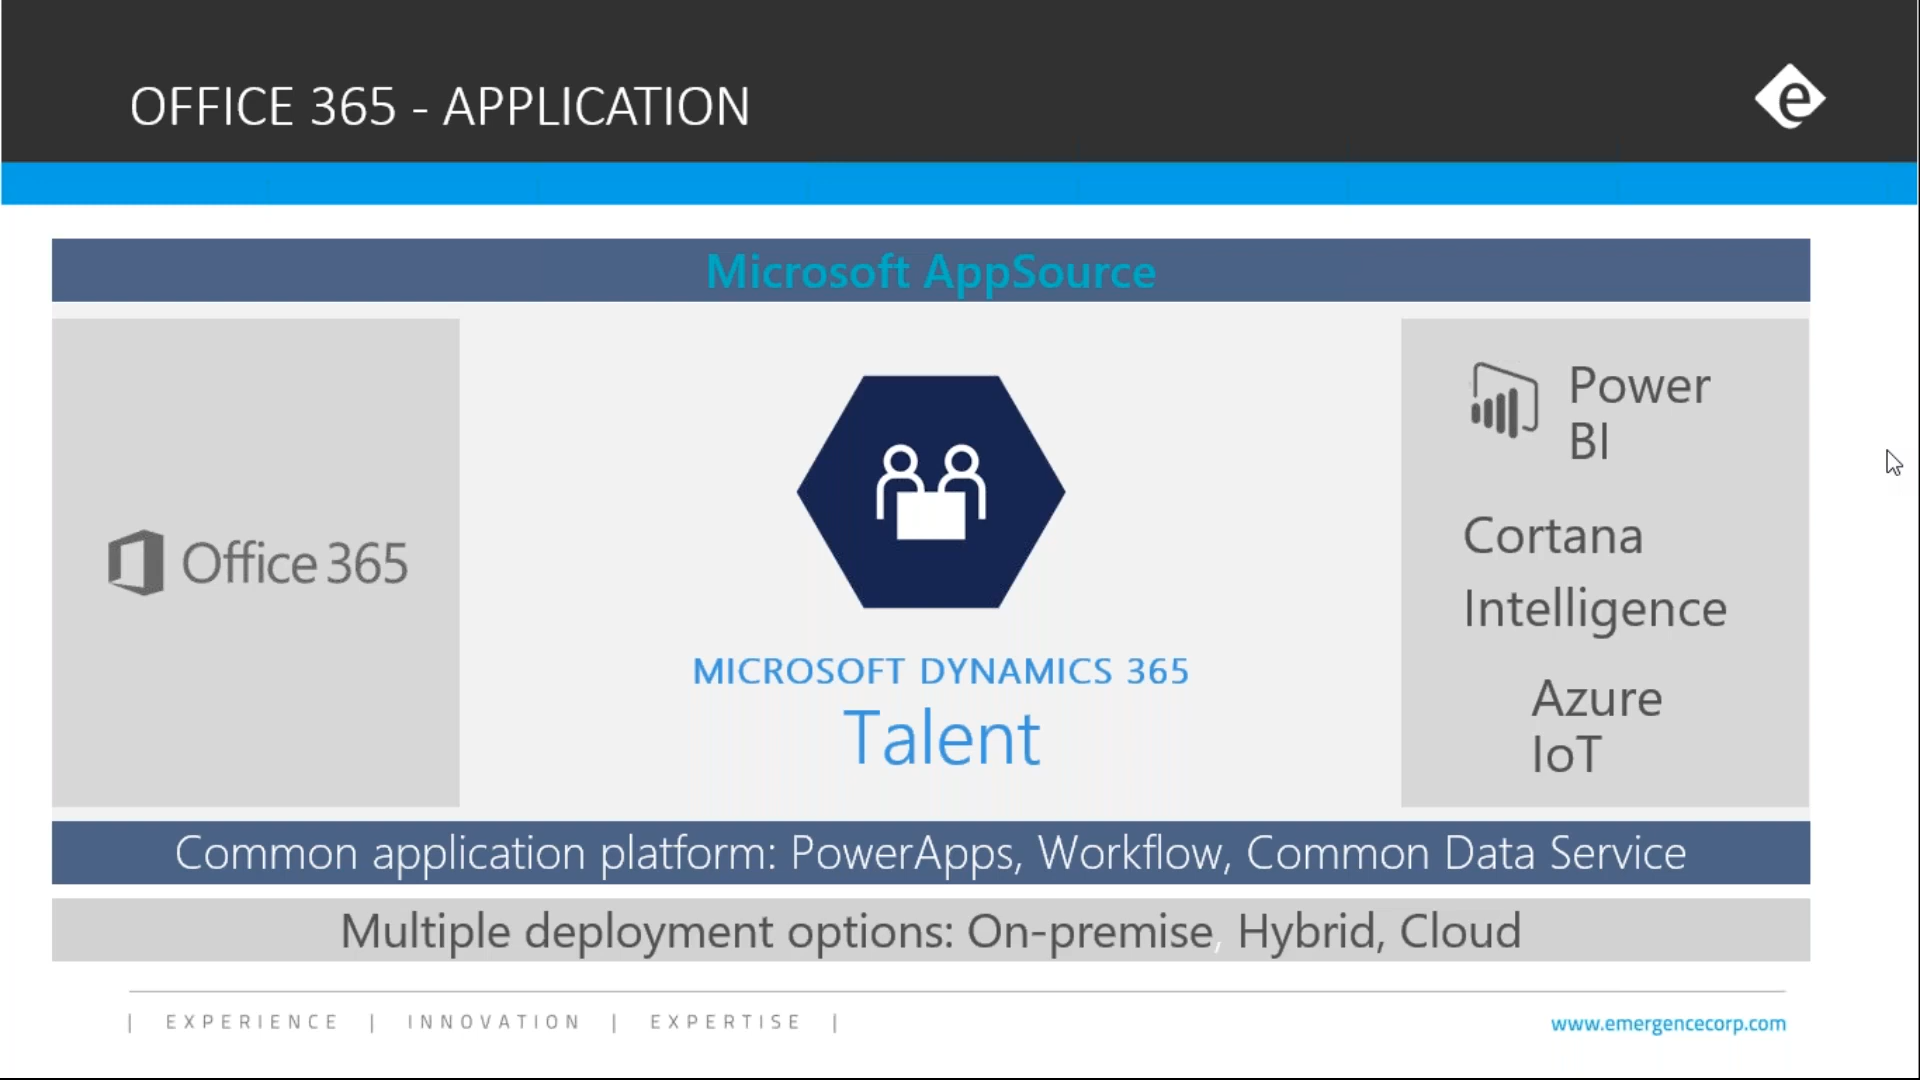 OFFICE 365 - APPLICATION
e
Microsoft AppSource
Office 365
MICROSOFT DYNAMICS 365
Talent
Power
BI
Cortana
Intelligence
Azure
IoT
Common application platform: PowerApps, Workflow, Common Data Service
Multiple deployment options: On-premise, Hybrid, Cloud
| EXPERIENCE | INNOVATION | EXPERTISE |
www.emergencecorp.com